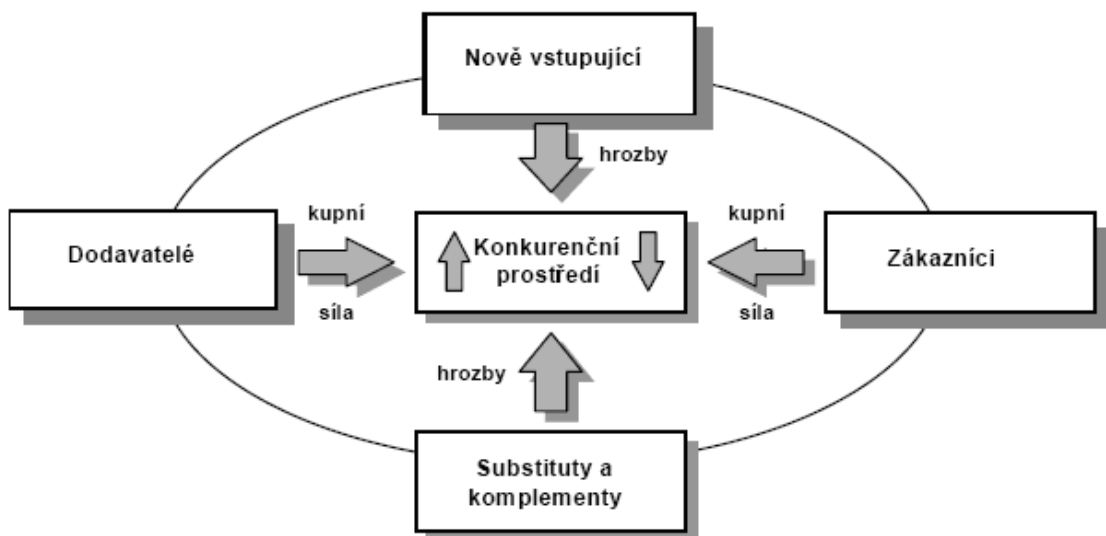 Nově vstupující
hrozby
kupní
Dodavatelé
síla
Konkurenční
prostředí
kupní
síla
Zákazníci
hrozby
Substituty a
komplementy